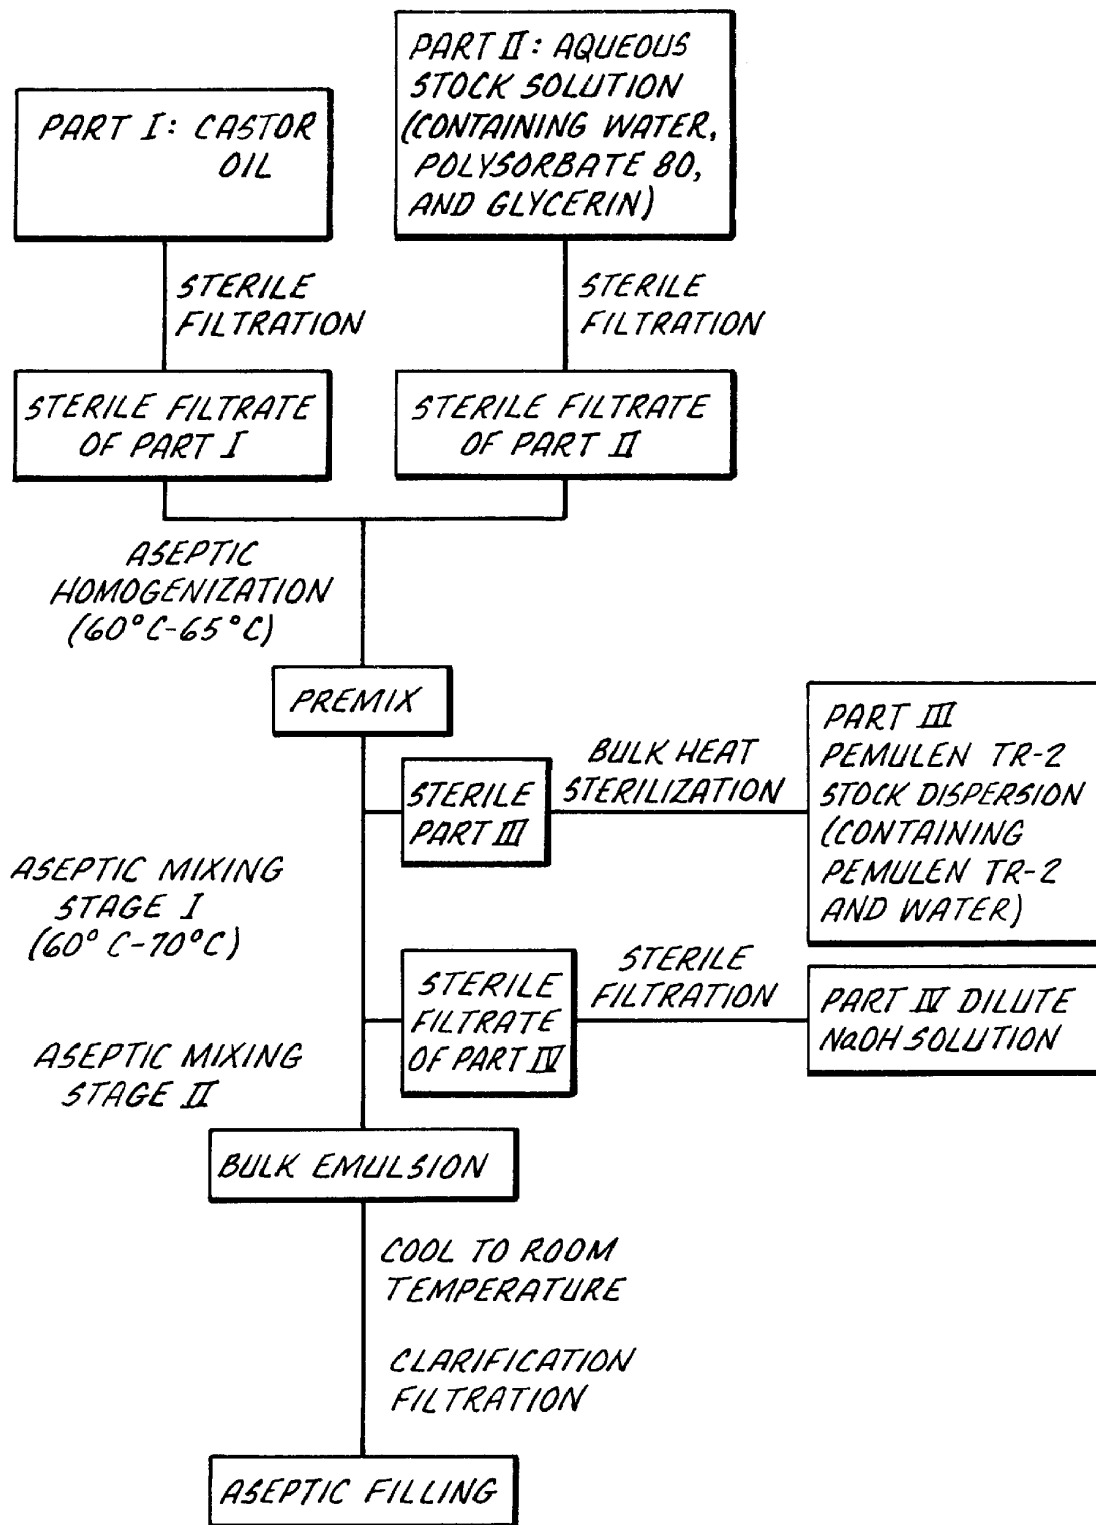 PART I: CASTOR
OIL
PART II: AQUEOUS
STOCK SOLUTION
(CONTAINING WATER,
POLYSORBATE 80,
AND GLYCERIN)
STERILE
FILTRATION
STERILE
FILTRATION
STERILE FILTRATE
OF PART I
STERILE FILTRATE
OF PART II
ASEPTIC
HOMOGENIZATION
(60°C-65°C)
PREMIX
STERILE
PART III
BULK HEAT
STERILIZATION
PART III
PEMULEN TR-2
STOCK DISPERSION
(CONTAINING
PEMULEN TR-2
AND WATER)
ASEPTIC MIXING
STAGE I
(60° C-70°C)
STERILE
FILTRATE
OF PART IV
STERILE
FILTRATION
PART IV DILUTE
NaOH SOLUTION
ASEPTIC MIXING
STAGE II
BULK EMULSION
COOL TO ROOM
TEMPERATURE
CLARIFICATION
FILTRATION
ASEPTIC FILLING